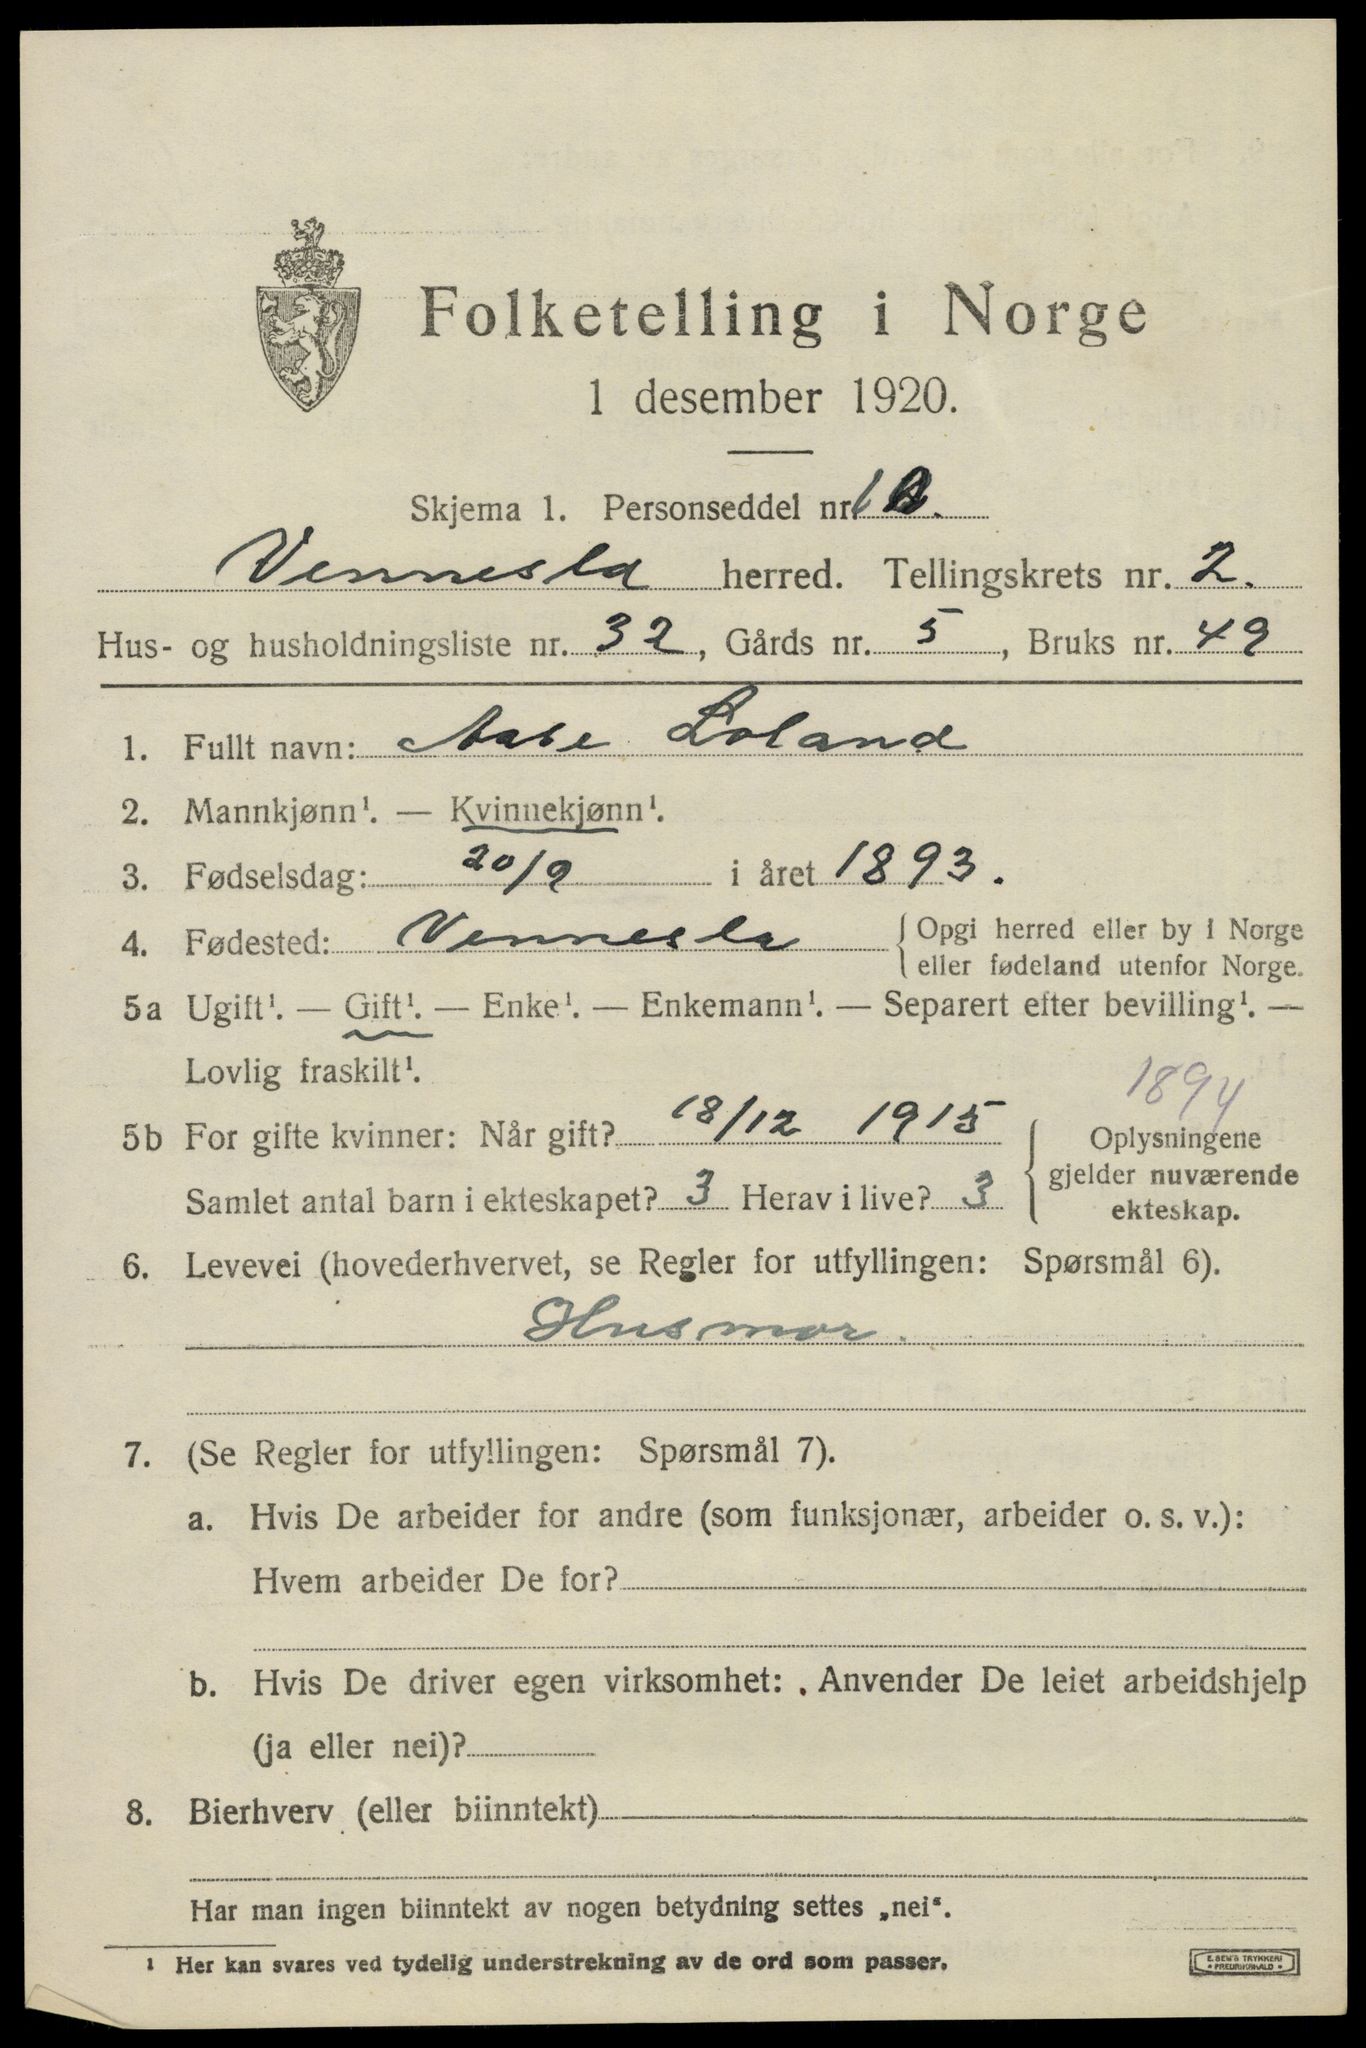 Folketelling i Norge
1 desember 1920.
Skjema 1. Personseddel nr.
Vennesla herred. Tellingskrets nr. 2.
Hus- og husholdningsliste nr. 32, Gårds nr. 5, Bruks nr. 49
1. Fullt navn: Loland
2. Mannkjønn¹. — Kvinnekjønn¹.
3. Fødselsdag: 20/9 i året 1893.
4. Fødested: Vennesla { Opgi herred eller by i Norge
eller fødeland utenfor Norge.
5a Ugift¹. — Gift¹. — Enke¹. — Enkemann¹. — Separert efter bevilling¹. —
Lovlig fraskilt¹.
1894
5b For gifte kvinner: Når gift? 18/12 1915
Samlet antal barn i ekteskapet? 3 Herav i live? 3
{ Oplysningene
gjelder nuværende
ekteskap.
6. Levevei (hovederhvervet, se Regler for utfyllingen: Spørsmål 6).
Husmor.
7. (Se Regler for utfyllingen: Spørsmål 7).
a. Hvis De arbeider for andre (som funksjonær, arbeider o. s. v.):
Hvem arbeider De for?
b. Hvis De driver egen virksomhet: . Anvender De leiet arbeidshjelp
(ja eller nei)?
8. Bierhverv (eller biinntekt)
Har man ingen biinntekt av nogen betydning settes „nei“.
¹ Her kan svares ved tydelig understrekning av de ord som passer.
E. SEM'S TRYKKERI
• FREDRIKSHALD •